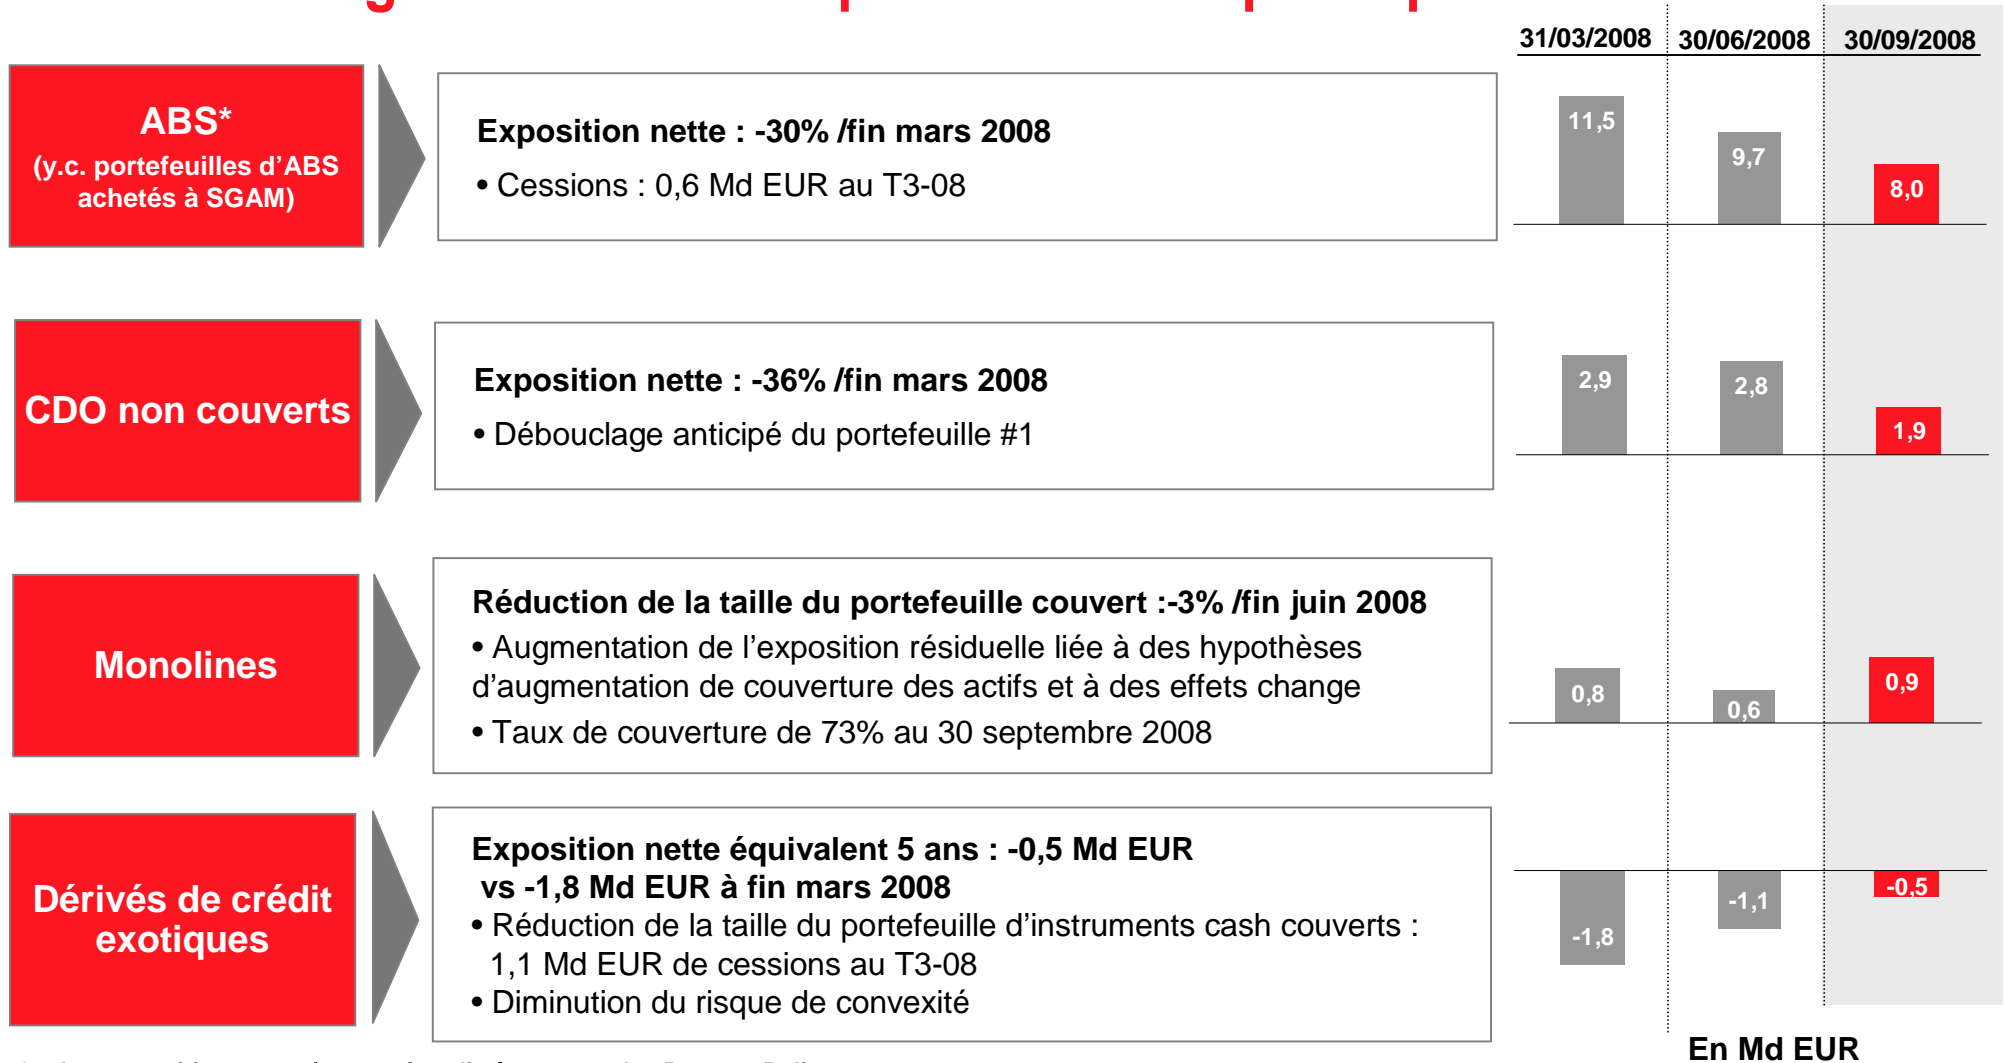 31/03/2008 30/06/2008 30/09/2008
ABS*
(y.c. portefeuilles d’ABS
achetés à SGAM)
Exposition nette : -30% /fin mars 2008
• Cessions : 0,6 Md EUR au T3-08
11,5 9,7 8,0
CDO non couverts
Exposition nette : -36% /fin mars 2008
• Débouclage anticipé du portefeuille #1
2,9 2,8 1,9
Monolines
Réduction de la taille du portefeuille couvert :-3% /fin juin 2008
• Augmentation de l’exposition résiduelle liée à des hypothèses
d’augmentation de couverture des actifs et à des effets change
• Taux de couverture de 73% au 30 septembre 2008
0,8 0,6 0,9
Dérivés de crédit
exotiques
Exposition nette équivalent 5 ans : -0,5 Md EUR
vs -1,8 Md EUR à fin mars 2008
• Réduction de la taille du portefeuille d’instruments cash couverts :
1,1 Md EUR de cessions au T3-08
• Diminution du risque de convexité
-1,8 -1,1 -0,5
En Md EUR